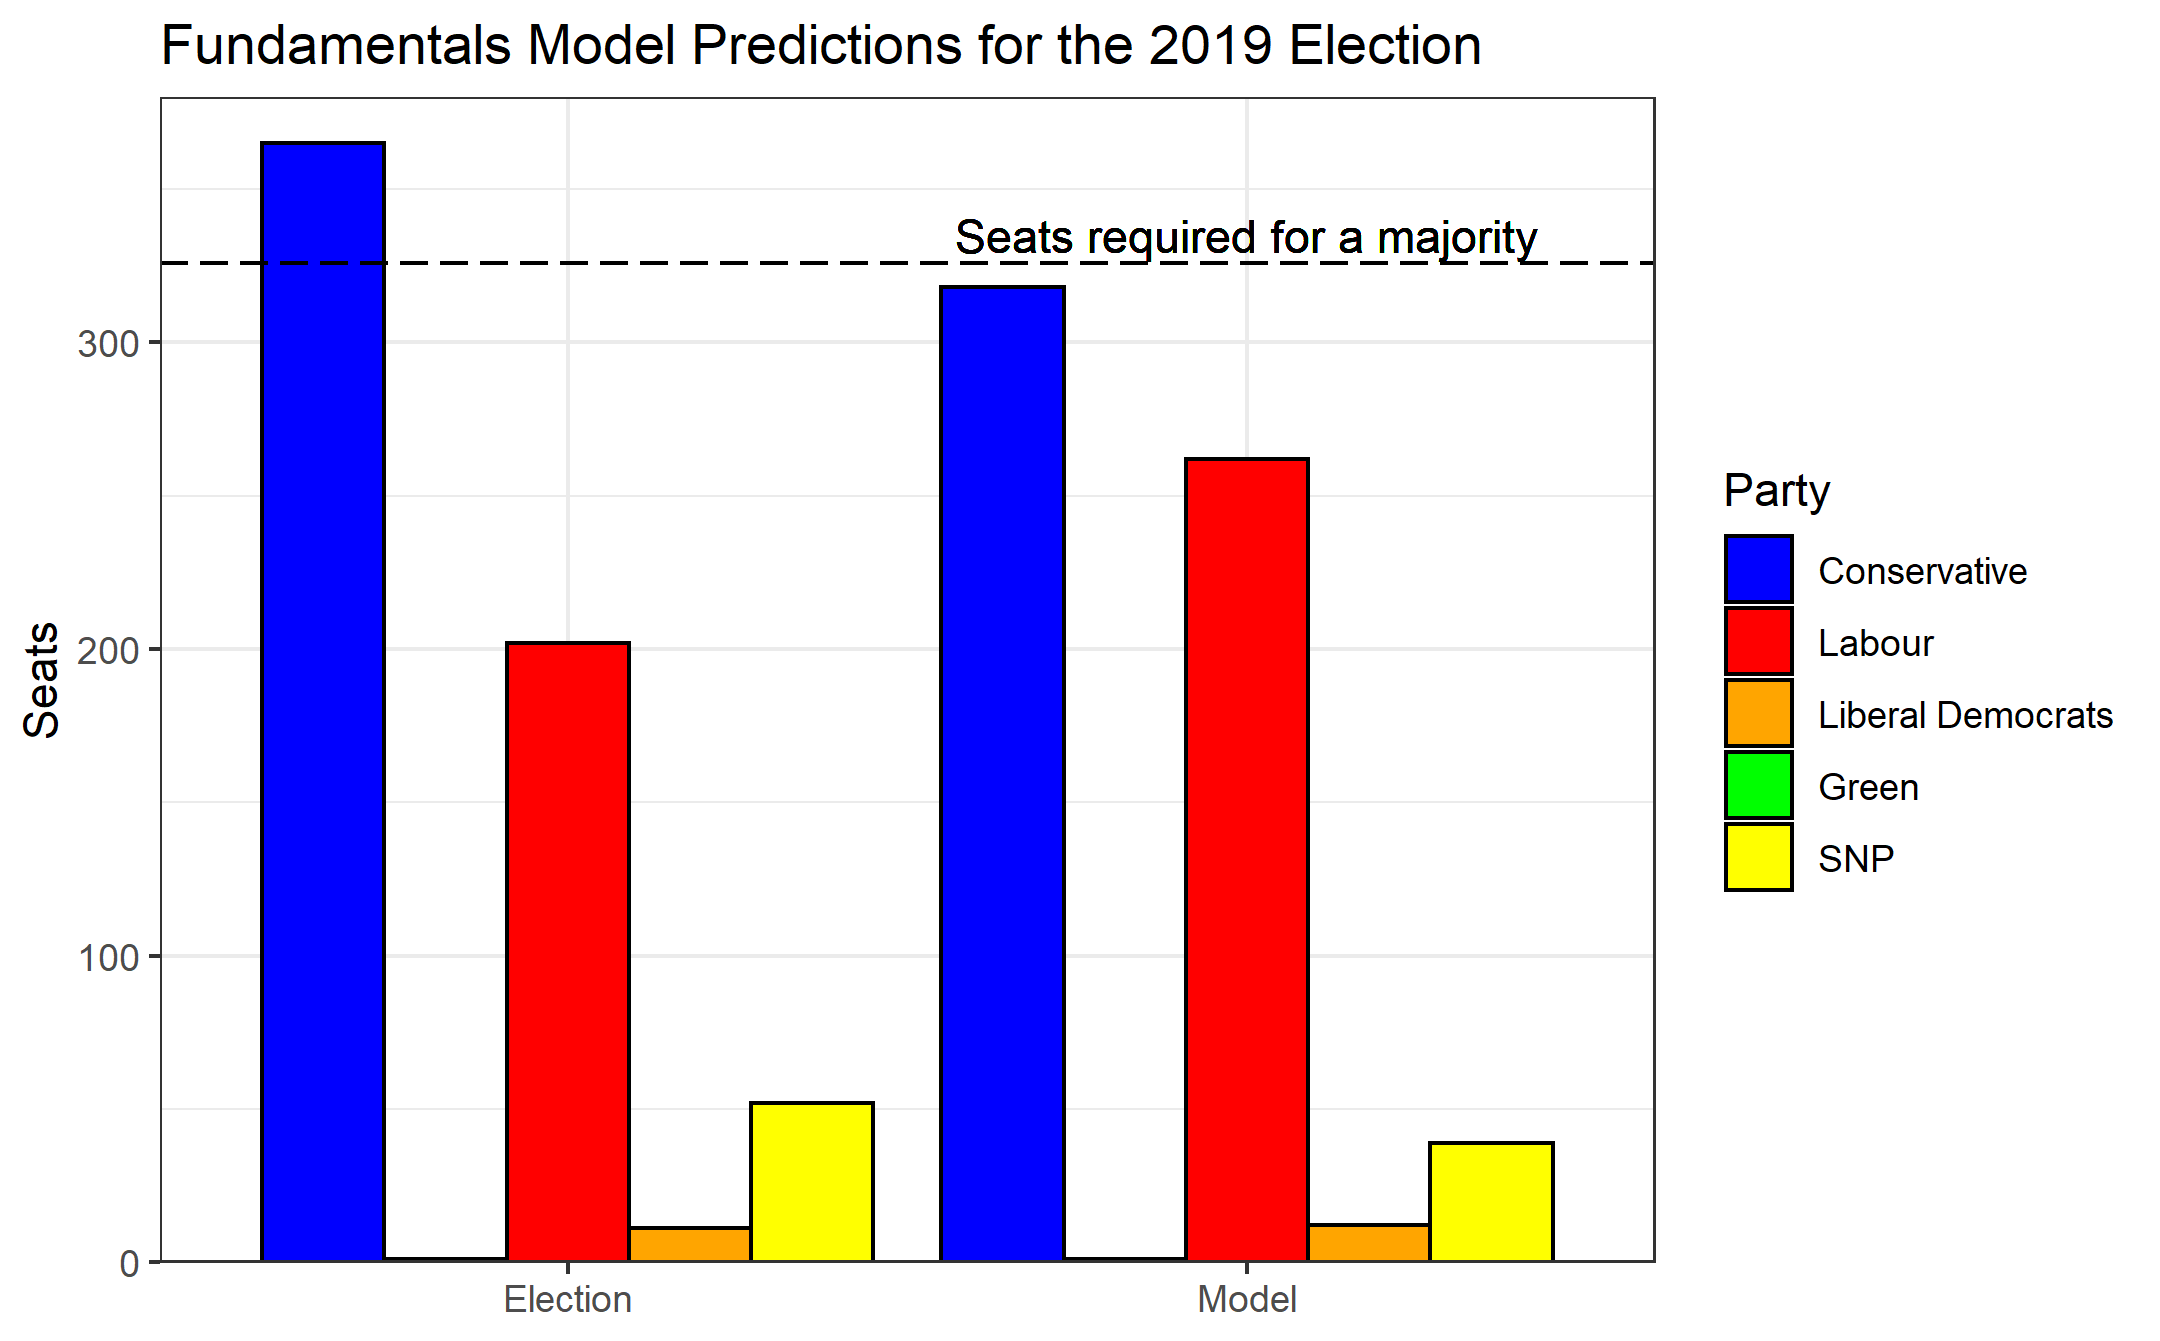 Fundamentals Model Predictions for the 2019 Election
Seats required for a majority
300
200
100
0
Seats
Election
Model
Party
Conservative
Labour
Liberal Democrats
Green
SNP